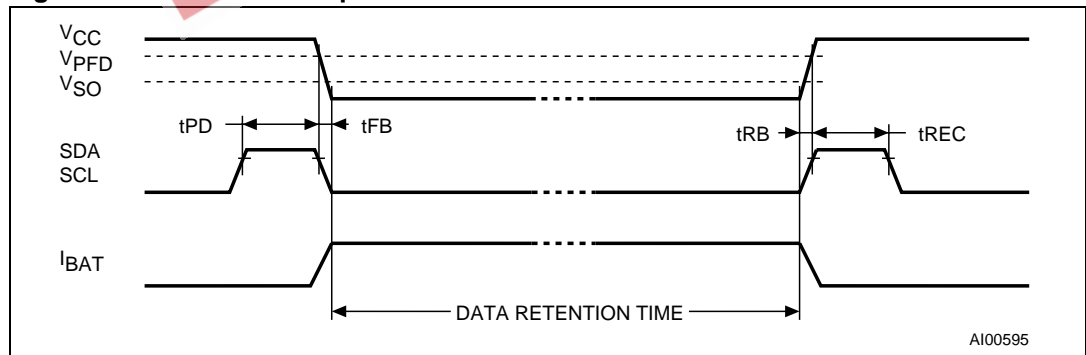 VCC
VPFD
VSO
tPD
tFB
tRB
tREC
SDA
SCL
IBAT
DATA RETENTION TIME
AI00595